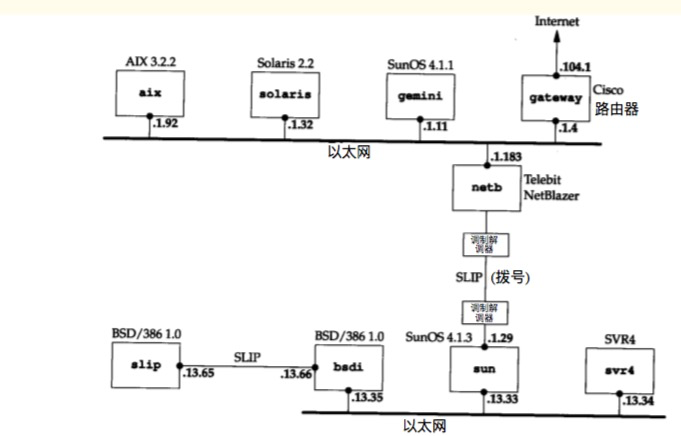 Internet
AIX 3.2.2
Solaris 2.2
SunOS 4.1.1
.104.1
aix
solaris
gemini
gateway
Cisco
路由器
.1.92
.1.32
.1.11
.1.4
以太网
.1.183
netb
Telebit
NetBlazer
调制解
调器
SLIP (拨号)
调制解
调器
BSD/386 1.0
BSD/386 1.0
SunOS 4.1.3
.1.29
SVR4
slip
SLIP
bsdi
sun
svr4
.13.65
.13.66
.13.35
.13.33
.13.34
以太网